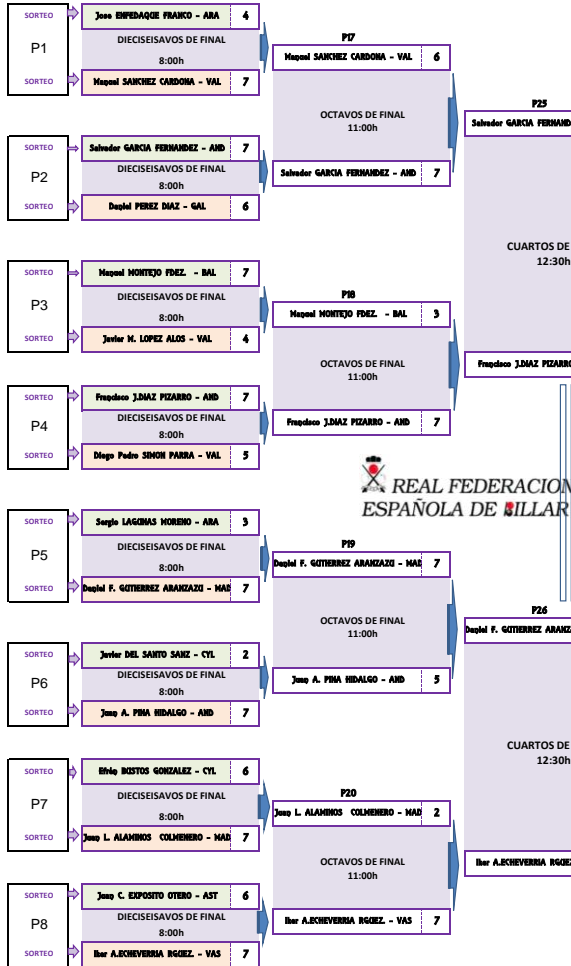 SORTEO
P1
SORTEO
Jose ENFEDAQUE FRANCO - ARA 4
DIECISEISAVOS DE FINAL
8:00h
Manuel SANCHEZ CARDONA - VAL 7
SORTEO
P2
SORTEO
Salvador GARCIA FERNANDEZ - AND 7
DIECISEISAVOS DE FINAL
8:00h
Daniel PEREZ DIAZ - GAL 6
P17
Manuel SANCHEZ CARDONA - VAL 6
OCTAVOS DE FINAL
11:00h
Salvador GARCIA FERNANDEZ - AND 7
SORTEO
P3
SORTEO
Manuel MONTEJO FDEZ. - BAL 7
DIECISEISAVOS DE FINAL
8:00h
Javier M. LOPEZ ALOS - VAL 4
SORTEO
P4
SORTEO
Francisco J.DIAZ PIZARRO - AND 7
DIECISEISAVOS DE FINAL
8:00h
Diego Pedro SIMON PARRA - VAL 5
P18
Manuel MONTEJO FDEZ. - BAL 3
OCTAVOS DE FINAL
11:00h
Francisco J.DIAZ PIZARRO - AND 7
P25
Salvador GARCIA FERNAND
CUARTOS DE
12:30h
Francisco J.DIAZ PIZARRO
REAL FEDERACION
ESPAÑOLA DE BILLAR
SORTEO
P5
SORTEO
Sergio LAGUNAS MORENO - ARA 3
DIECISEISAVOS DE FINAL
8:00h
Daniel F. GUTIERREZ ARANZAZU - MAD 7
SORTEO
P6
SORTEO
Javier DEL SANTO SANZ - CYL 2
DIECISEISAVOS DE FINAL
8:00h
Juan A. PIÑA HIDALGO - AND 7
P19
Daniel F. GUTIERREZ ARANZAZU - MAD 7
OCTAVOS DE FINAL
11:00h
Juan A. PIÑA HIDALGO - AND 5
SORTEO
P7
SORTEO
Efrén BUSTOS GONZALEZ - CYL 6
DIECISEISAVOS DE FINAL
8:00h
Juan L. ALAMINOS COLMENERO - MAD 7
SORTEO
P8
SORTEO
Juan C. EXPOSITO OTERO - AST 6
DIECISEISAVOS DE FINAL
8:00h
Iker A.ECHEVERRIA RGUEZ. - VAS 7
P20
Juan L. ALAMINOS COLMENERO - MAD 2
OCTAVOS DE FINAL
11:00h
Iker A.ECHEVERRIA RGUEZ. - VAS 7
P26
Daniel F. GUTIERREZ ARANZ
CUARTOS DE
12:30h
Iker A.ECHEVERRIA RGUEZ